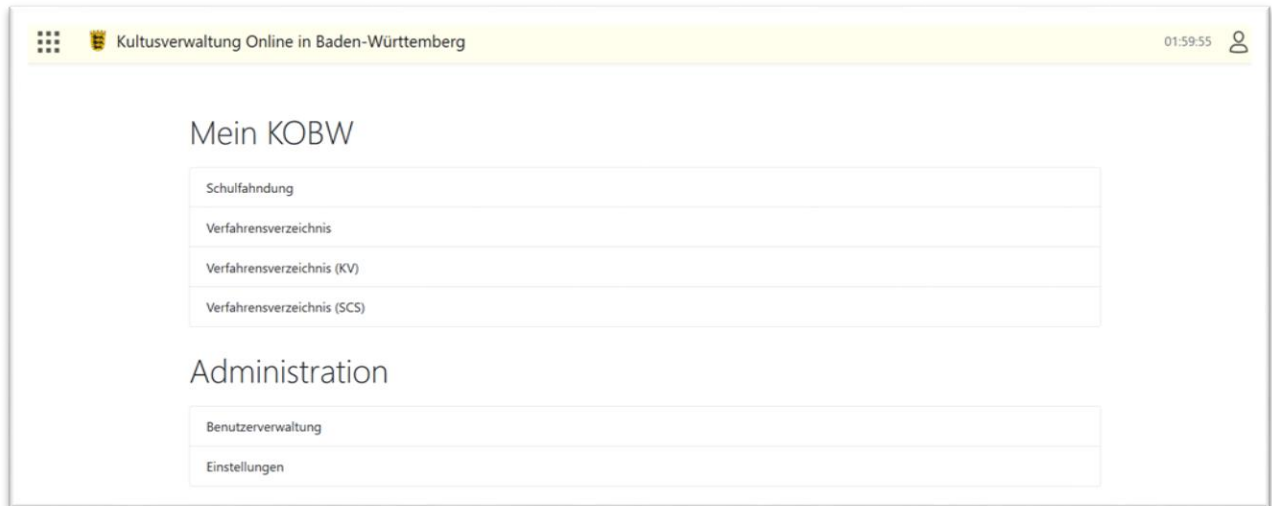 Kultusverwaltung Online in Baden-Württemberg 01:59:55
Mein KOBW
Schulfahndung
Verfahrensverzeichnis
Verfahrensverzeichnis (KV)
Verfahrensverzeichnis (SCS)
Administration
Benutzerverwaltung
Einstellungen